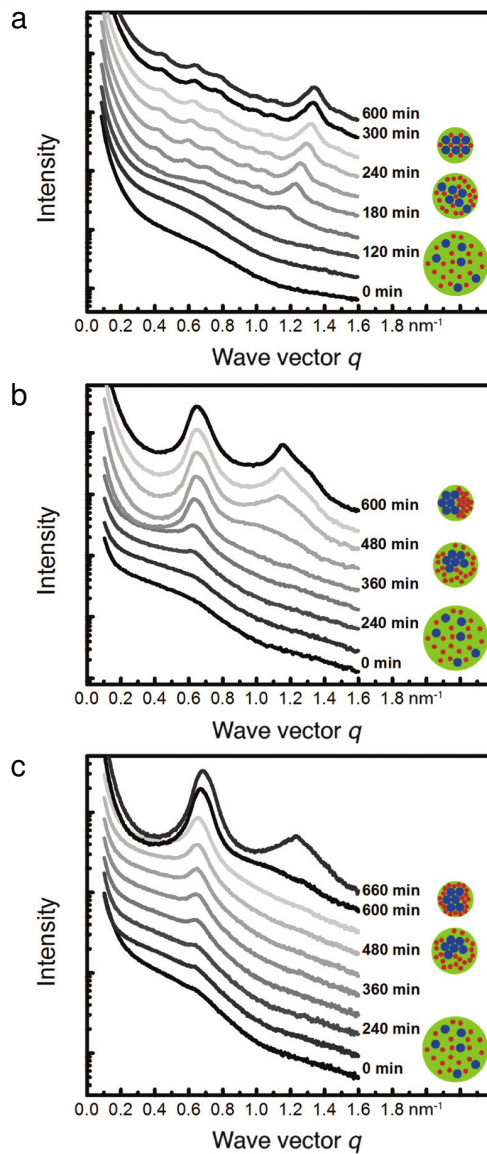 a
Intensity
600 min
300 min
240 min
180 min
120 min
0 min
0.0 0.2 0.4 0.6 0.8 1.0 1.2 1.4 1.6 1.8 nm-1
Wave vector q
b
Intensity
600 min
480 min
360 min
240 min
0 min
0.0 0.2 0.4 0.6 0.8 1.0 1.2 1.4 1.6 1.8 nm-1
Wave vector q
c
Intensity
660 min
600 min
480 min
360 min
240 min
0 min
0.0 0.2 0.4 0.6 0.8 1.0 1.2 1.4 1.6 1.8 nm-1
Wave vector q